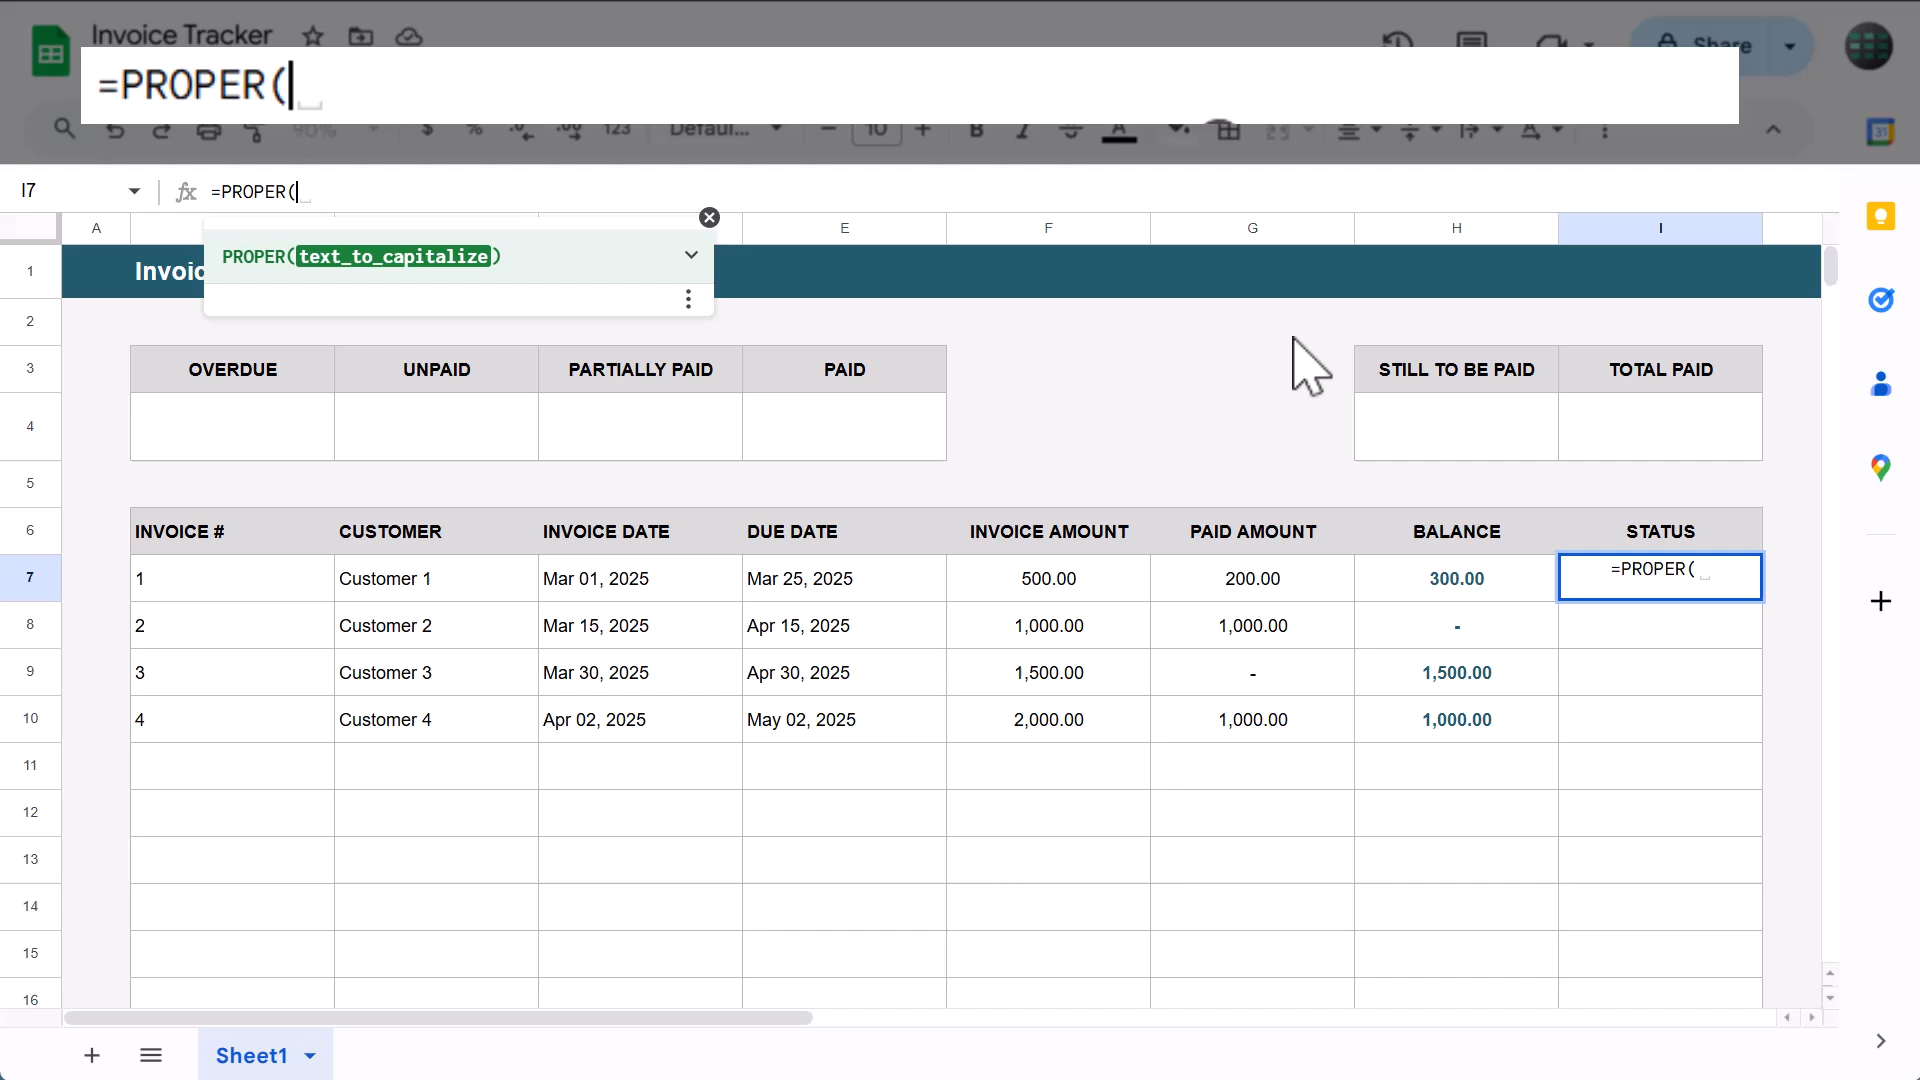 Invoice Tracker
Share
=PROPER(
90% $ % .0 .00 123 Defaul... 10 B I A
31
I7 =PROPER(
PROPER(text_to_capitalize)
A E F G H I
1 Invoic
2
3 OVERDUE UNPAID PARTIALLY PAID PAID STILL TO BE PAID TOTAL PAID
4
5
6 INVOICE # CUSTOMER INVOICE DATE DUE DATE INVOICE AMOUNT PAID AMOUNT BALANCE STATUS
7 1 Customer 1 Mar 01, 2025 Mar 25, 2025 500.00 200.00 300.00 =PROPER(
8 2 Customer 2 Mar 15, 2025 Apr 15, 2025 1,000.00 1,000.00 -
9 3 Customer 3 Mar 30, 2025 Apr 30, 2025 1,500.00 - 1,500.00
10 4 Customer 4 Apr 02, 2025 May 02, 2025 2,000.00 1,000.00 1,000.00
11
12
13
14
15
16
Sheet1